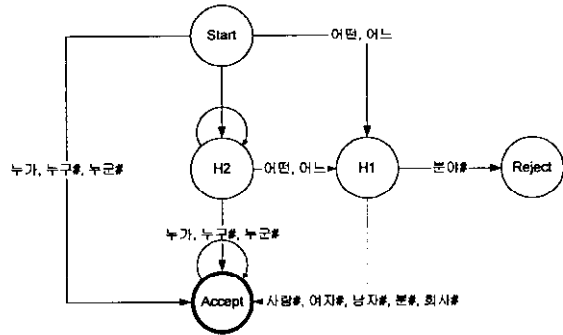 Start
어떤, 어느
누가, 누구#, 누군#
H2
어떤, 어느
H1
분야#
Reject
누가, 누구#, 누군#
Accept
사람#, 여자#, 남자#, 분#, 회사#